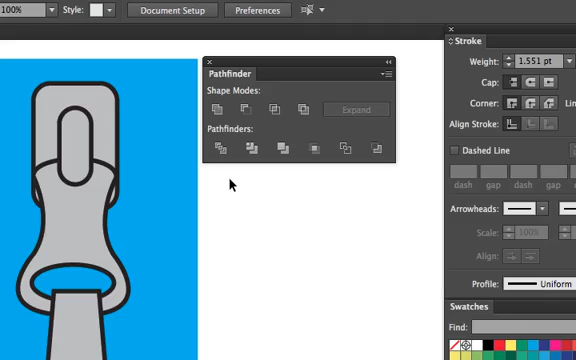 100%
Style:
Document Setup
Preferences
Pathfinder
Shape Modes:
Expand
Pathfinders:
Stroke
Weight: 1.551 pt
Cap:
Corner:
Align Stroke:
Dashed Line
dash gap dash gap
Arrowheads:
Scale: 100%
Align:
Profile: Uniform
Swatches
Find: